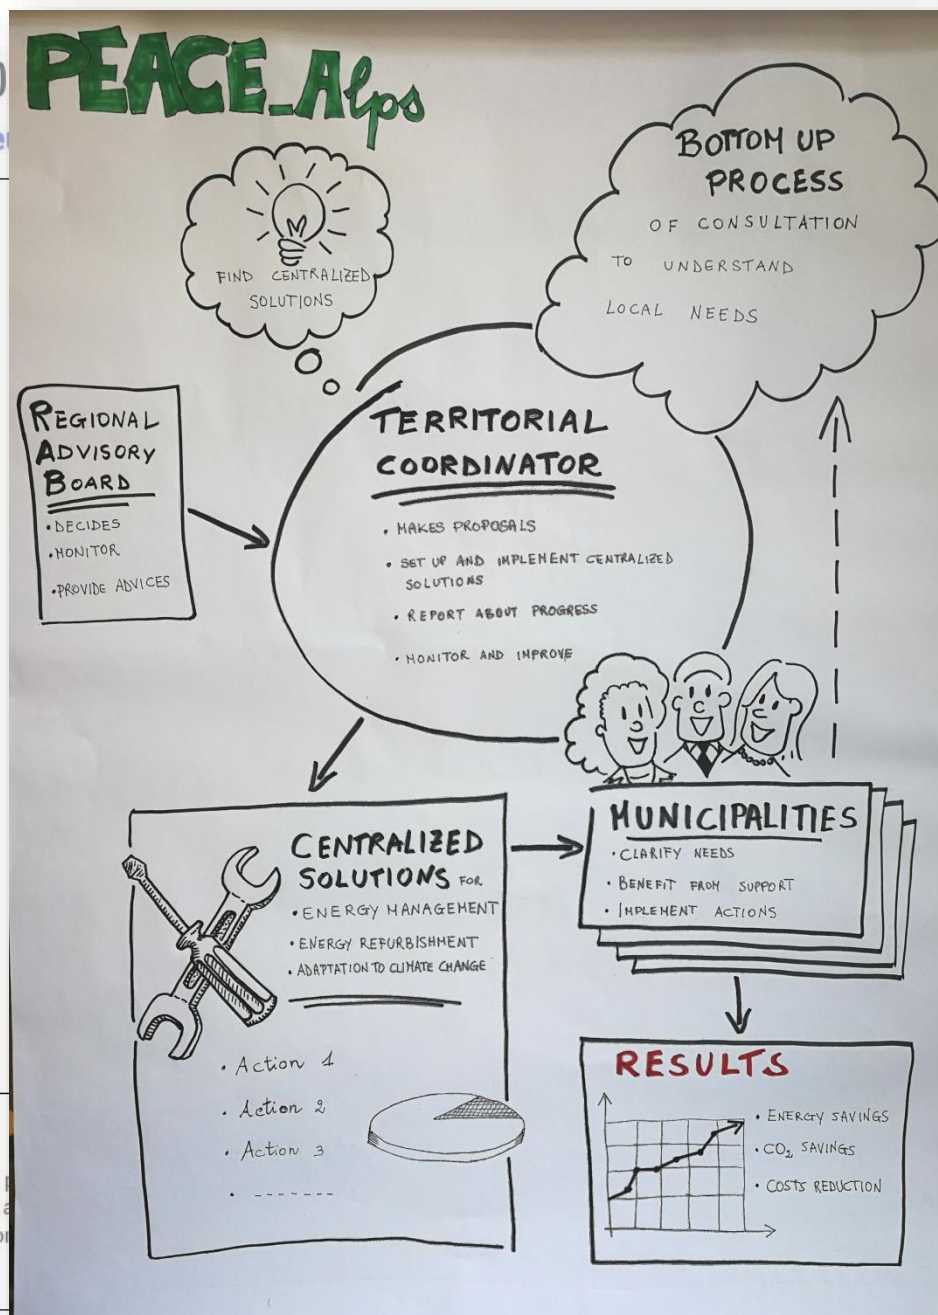 PEACE_Alps
FIND CENTRALIZED
SOLUTIONS
BOTTOM UP
PROCESS
OF CONSULTATION
TO UNDERSTAND
LOCAL NEEDS
REGIONAL
ADVISORY
BOARD
• DECIDES
• MONITOR
• PROVIDE ADVICES
TERRITORIAL
COORDINATOR
• MAKES PROPOSALS
• SET UP AND IMPLEMENT CENTRALIZED
SOLUTIONS
• REPORT ABOUT PROGRESS
• MONITOR AND INPROVE
CENTRALIZED
SOLUTIONS FOR
• ENERGY MANAGEMENT
• ENERGY REFURBISHMENT
• ADAPTATION TO CLIMATE CHANGE
• Action 1
• Action 2
• Action 3
• -------
MUNICIPALITIES
• CLARIFY NEEDS
• BENEFIT FROM SUPPORT
• IMPLEMENT ACTIONS
RESULTS
• ENERGY SAVINGS
• CO₂ SAVINGS
• COSTS REDUCTION